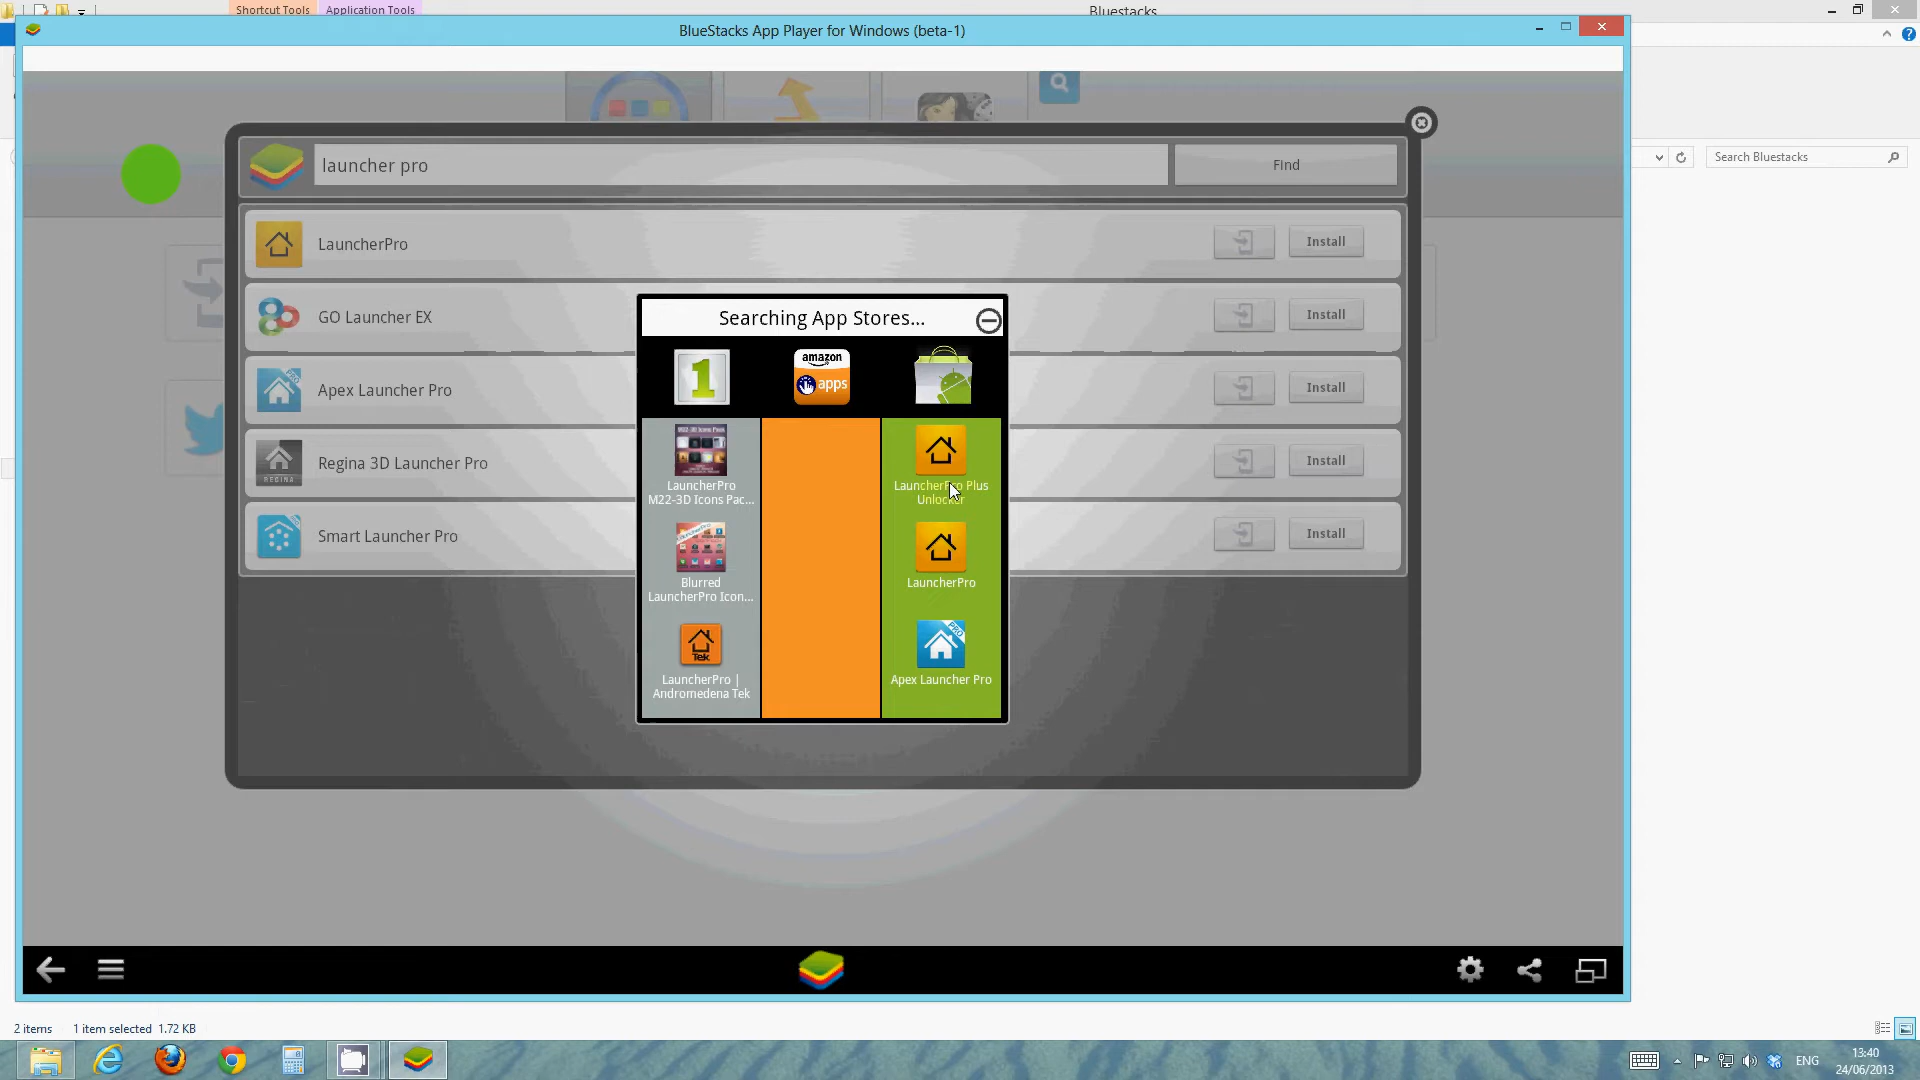 Shortcut Tools
Application Tools
Bluestacks
BlueStacks App Player for Windows (beta-1)
Search Bluestacks
launcher pro
Find
LauncherPro
Install
GO Launcher EX
Install
Apex Launcher Pro
Install
REGINA
Regina 3D Launcher Pro
Install
Smart Launcher Pro
Install
Searching App Stores...
1
amazon
apps
LauncherPro
M22-3D Icons Pac...
LauncherPro Plus
Unlocker
Blurred
LauncherPro Icon...
LauncherPro
Tek
PRO
LauncherPro |
Andromedena Tek
Apex Launcher Pro
2 items
1 item selected 1.72 KB
ENG
13:40
24/06/2013